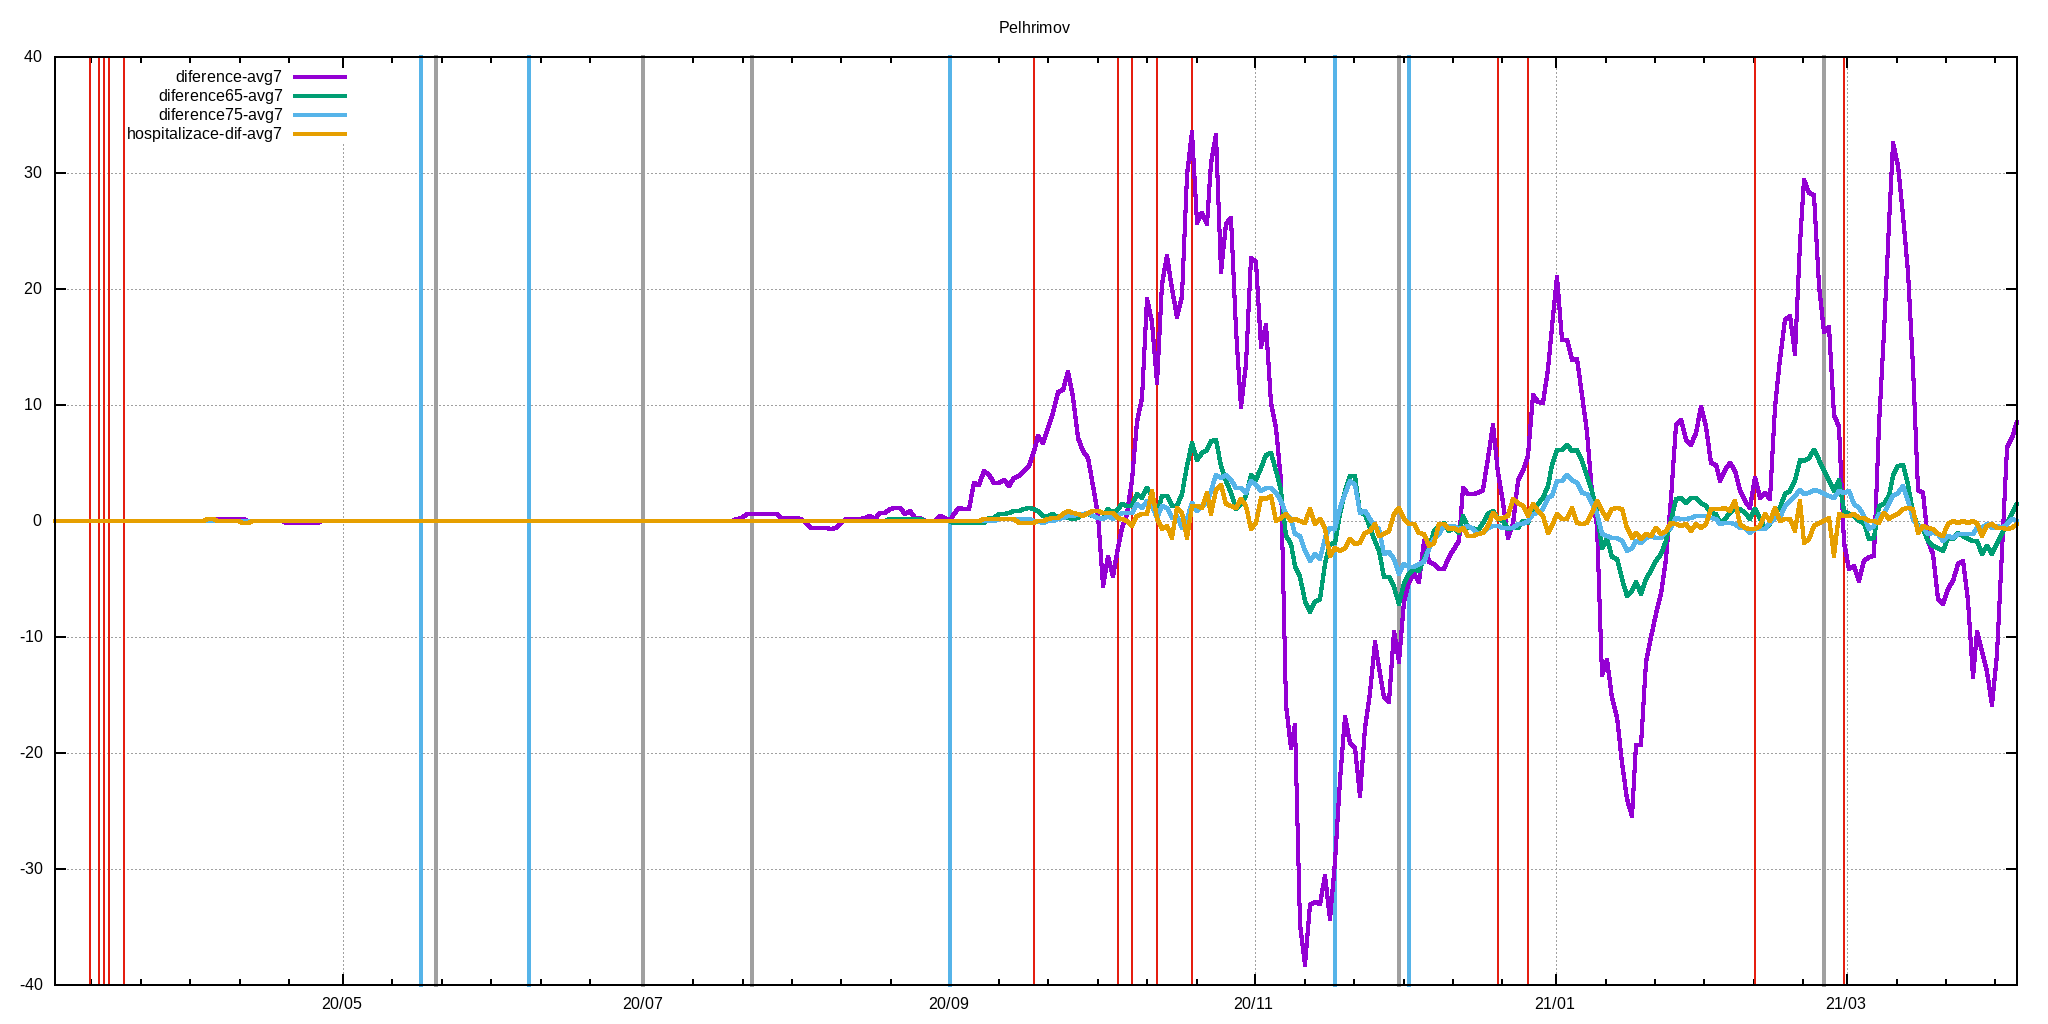 Pelhrimov
diference-avg7
diference65-avg7
diference75-avg7
hospitalizace-dif-avg7
40
30
20
10
0
-10
-20
-30
-40
20/05 20/07 20/09 20/11 21/01 21/03